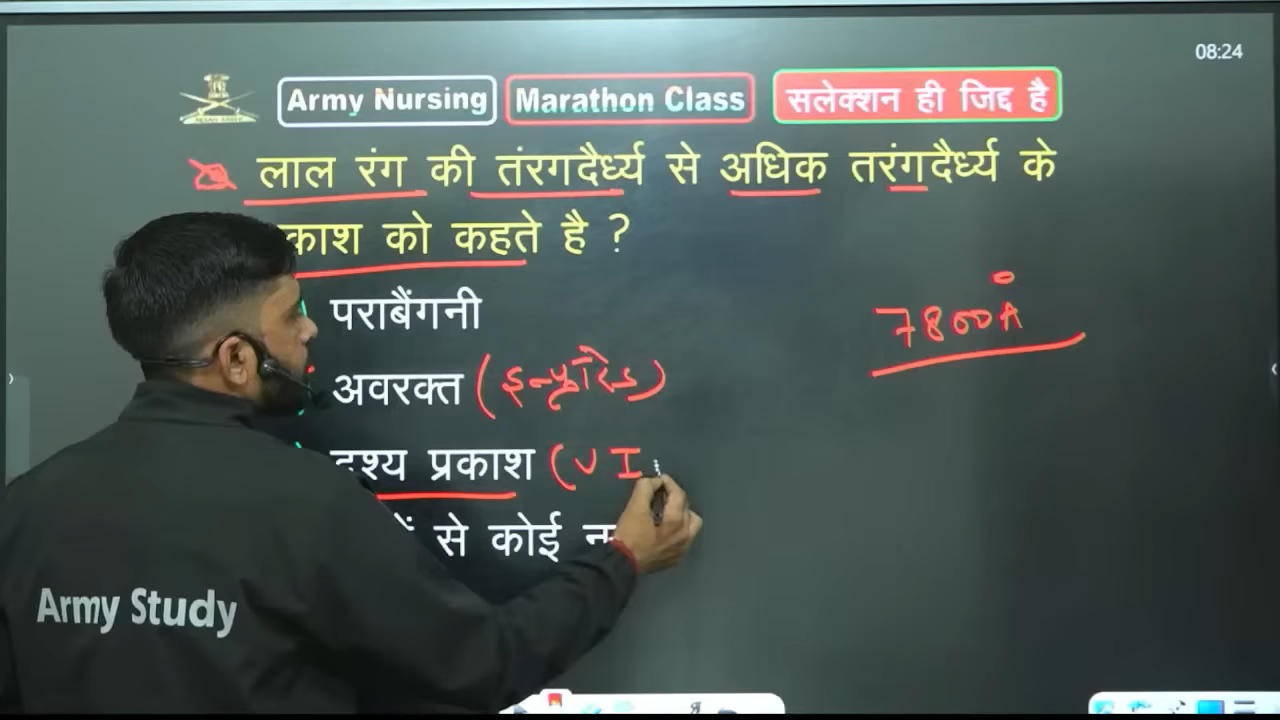 08:24
Army Nursing Marathon Class सलेक्शन ही जिद्द है
लाल रंग की तंरगदैर्ध्य से अधिक तरंगदैर्ध्य के
काश को कहते है ?
पराबैंगनी
7800Å
अवरक्त (इन्फ्रारेड)
दृश्य प्रकाश (VI
से कोई
Army Study